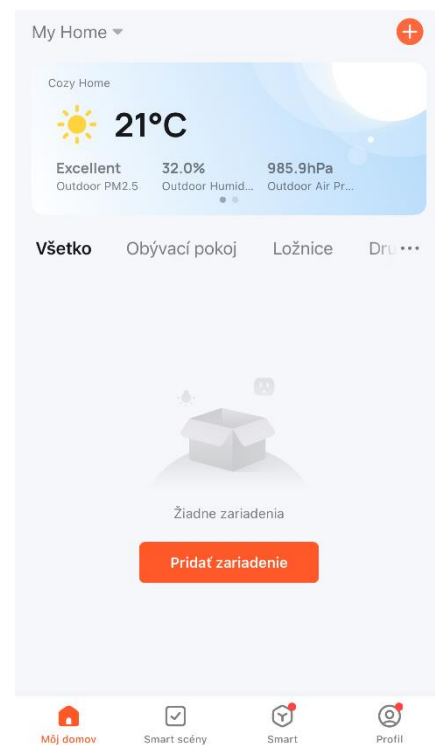 My Home
Cozy Home
21°C
Excellent 32.0% 985.9hPa
Outdoor PM2.5 Outdoor Humid... Outdoor Air Pr...
Všetko Obývací pokoj Ložnice Dru
Žiadne zariadenia
Pridať zariadenie
Môj domov Smart scény Smart Profil